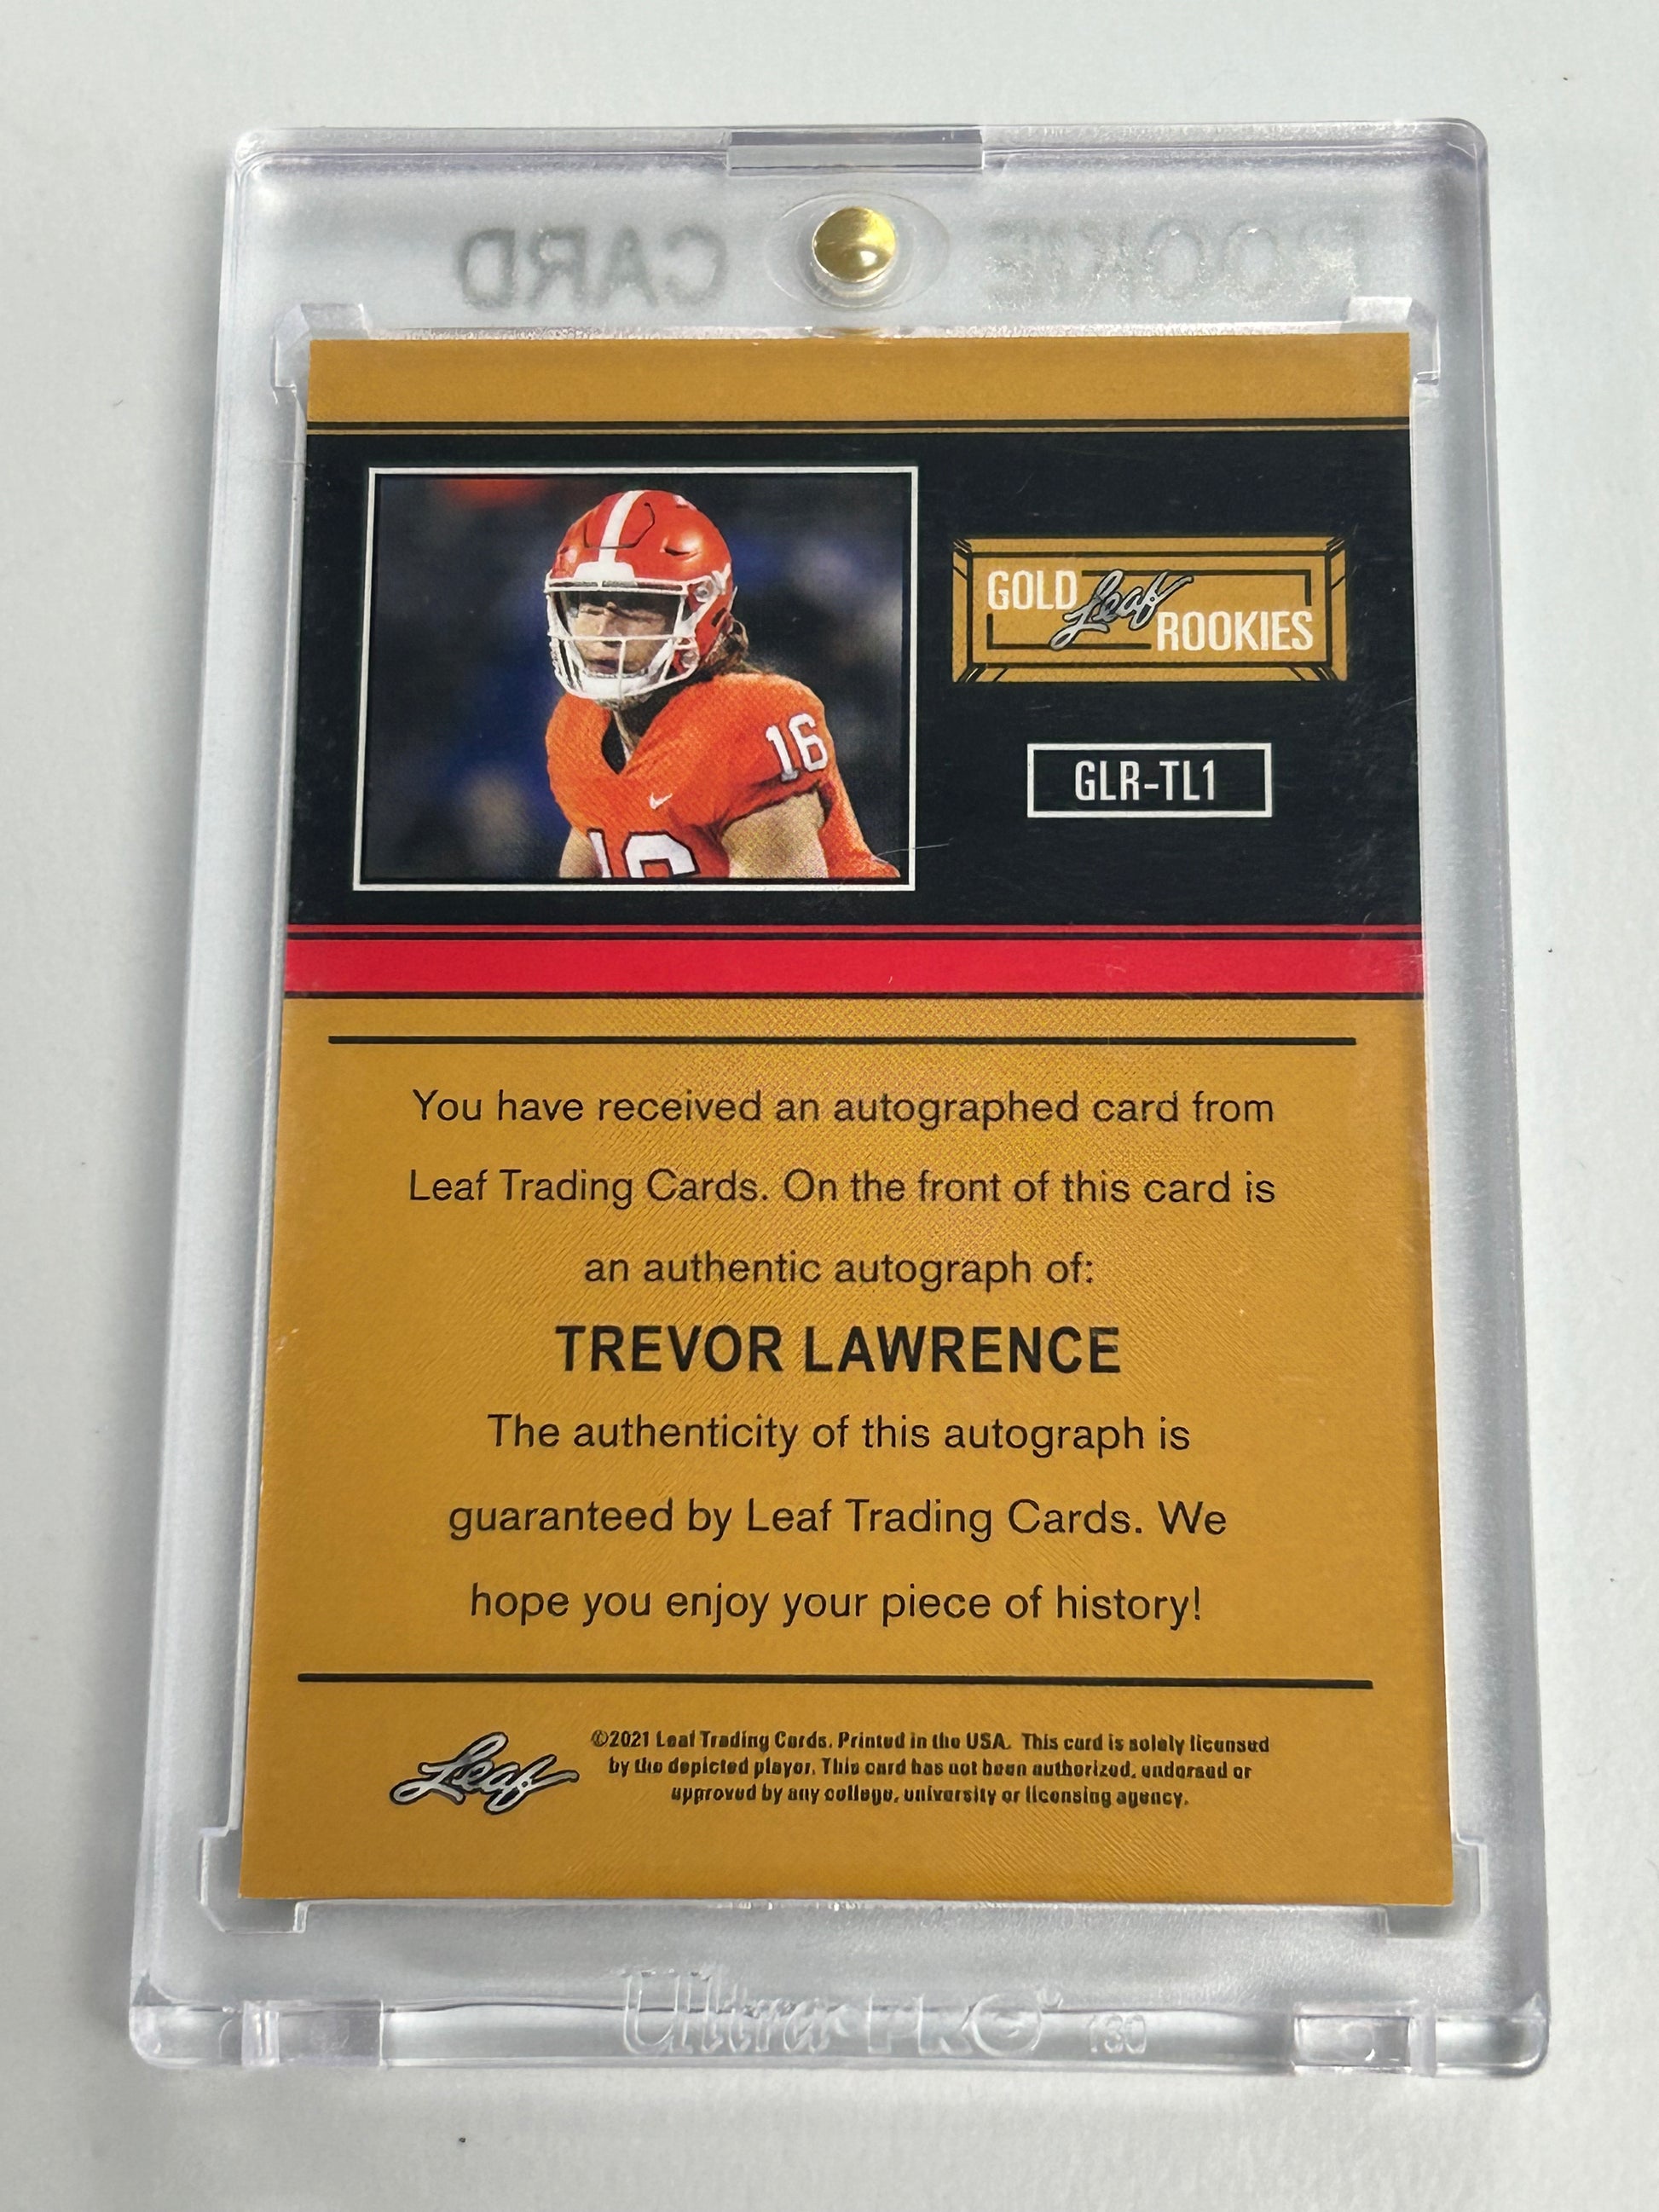 ROOKIE CARD
GOLD Leaf ROOKIES
16
16
GLR-TL1
You have received an autographed card from
Leaf Trading Cards. On the front of this card is
an authentic autograph of:
TREVOR LAWRENCE
The authenticity of this autograph is
guaranteed by Leaf Trading Cards. We
hope you enjoy your piece of history!
Leaf
©2021 Leaf Trading Cards. Printed in the USA. This card is solely licensed
by the depicted player. This card has not been authorized, endorsed or
approved by any college, university or licensing agency.
Ultra PRO 130